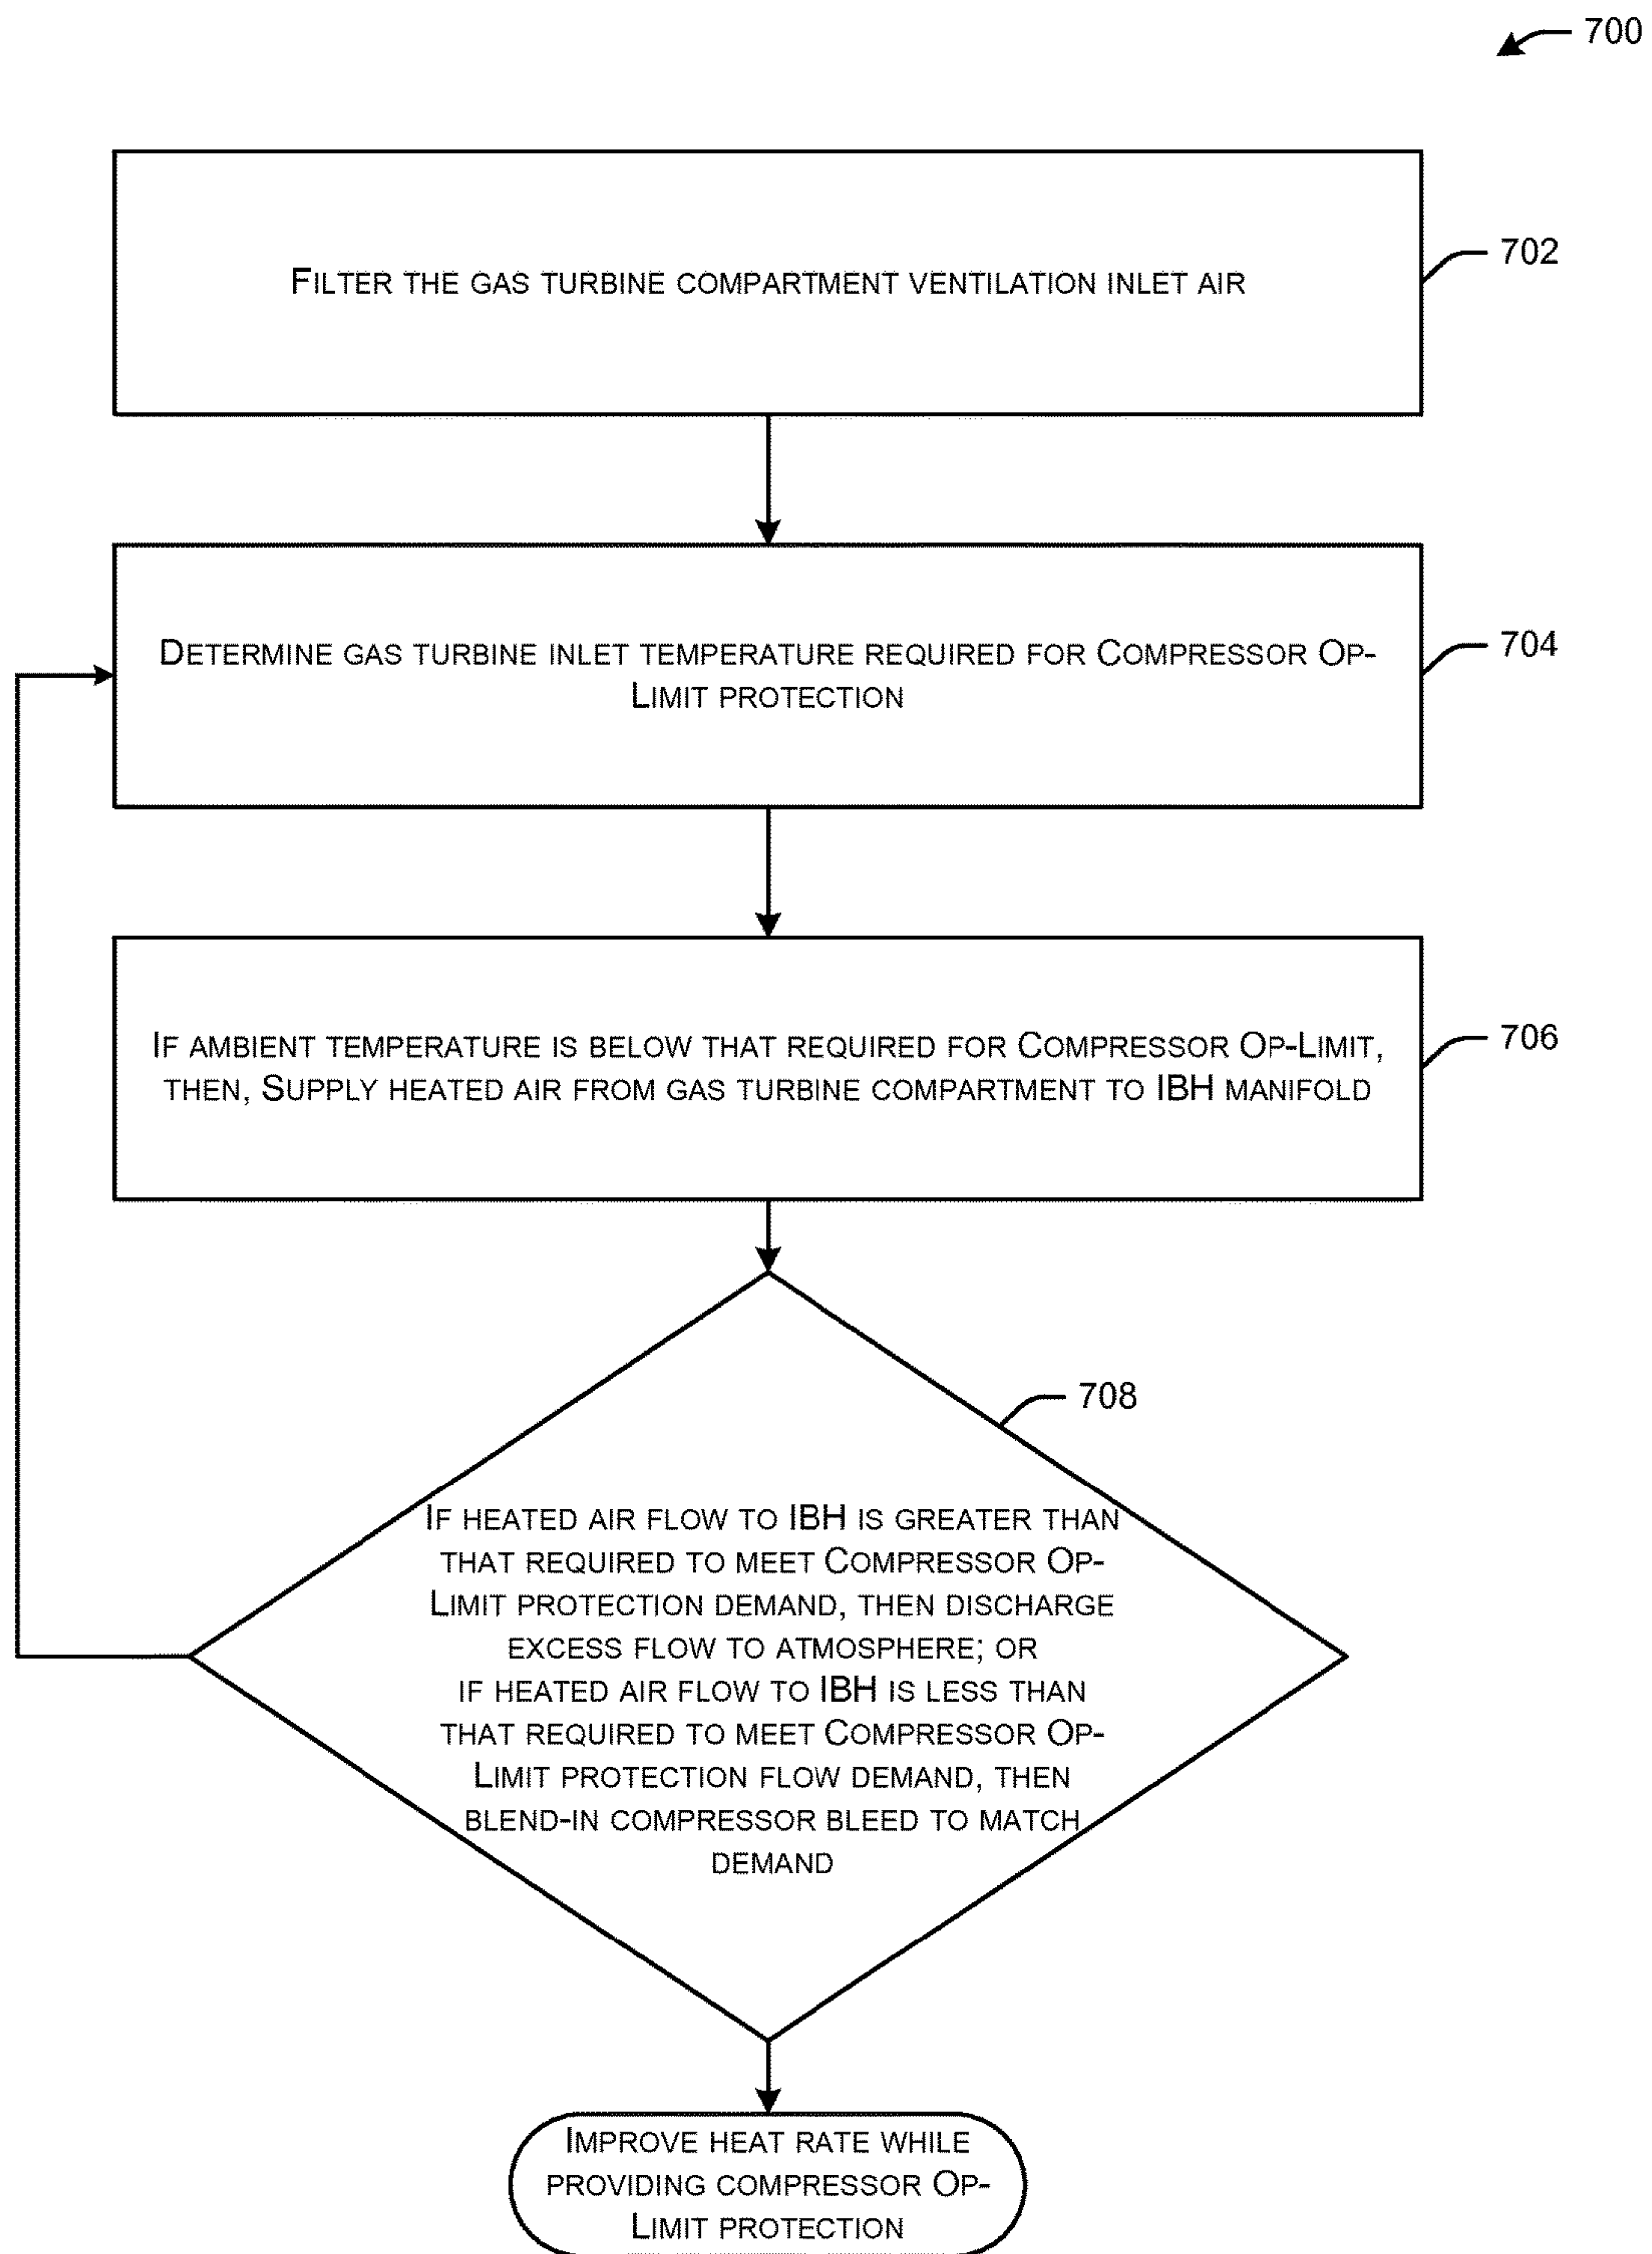 700
FILTER THE GAS TURBINE COMPARTMENT VENTILATION INLET AIR
702
DETERMINE GAS TURBINE INLET TEMPERATURE REQUIRED FOR COMPRESSOR OP-
LIMIT PROTECTION
704
IF AMBIENT TEMPERATURE IS BELOW THAT REQUIRED FOR COMPRESSOR OP-LIMIT,
THEN, SUPPLY HEATED AIR FROM GAS TURBINE COMPARTMENT TO IBH MANIFOLD
706
708
IF HEATED AIR FLOW TO IBH IS GREATER THAN
THAT REQUIRED TO MEET COMPRESSOR OP-
LIMIT PROTECTION DEMAND, THEN DISCHARGE
EXCESS FLOW TO ATMOSPHERE; OR
IF HEATED AIR FLOW TO IBH IS LESS THAN
THAT REQUIRED TO MEET COMPRESSOR OP-
LIMIT PROTECTION FLOW DEMAND, THEN
BLEND-IN COMPRESSOR BLEED TO MATCH
DEMAND
IMPROVE HEAT RATE WHILE
PROVIDING COMPRESSOR OP-
LIMIT PROTECTION